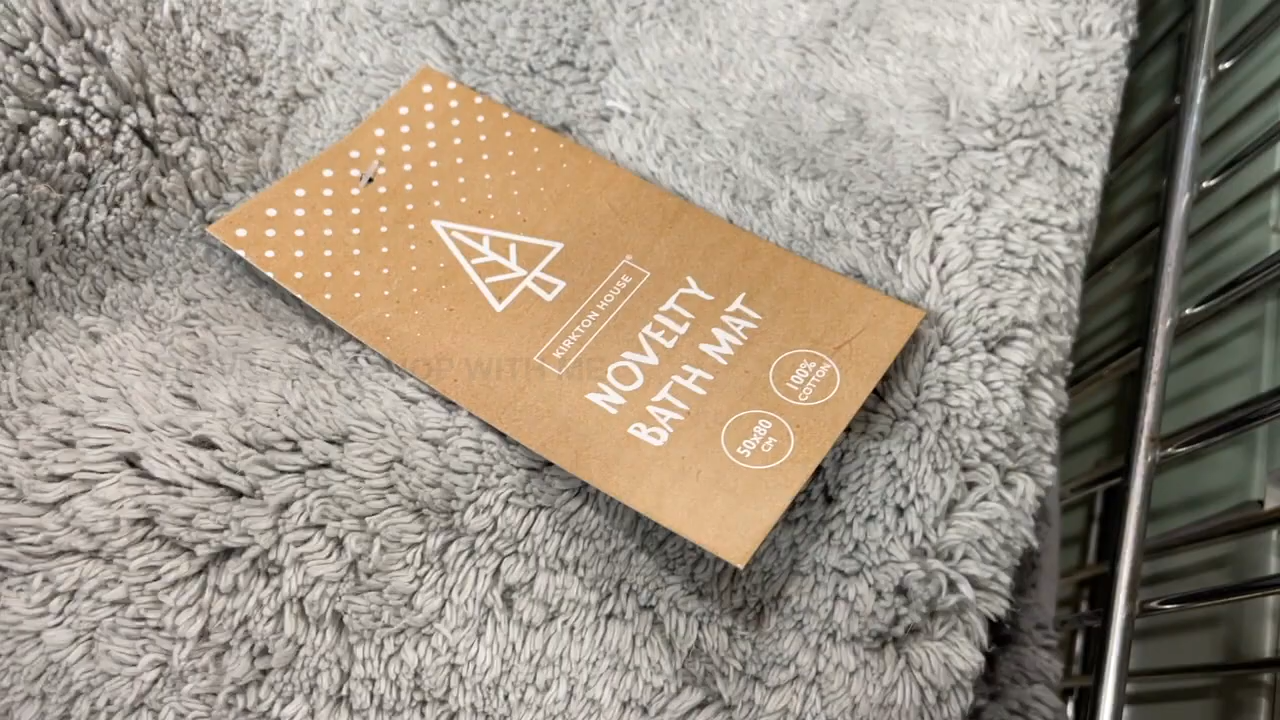 KIRKTON HOUSE®
NOVELTY
BATH MAT
100%
COTTON
50x80
CM